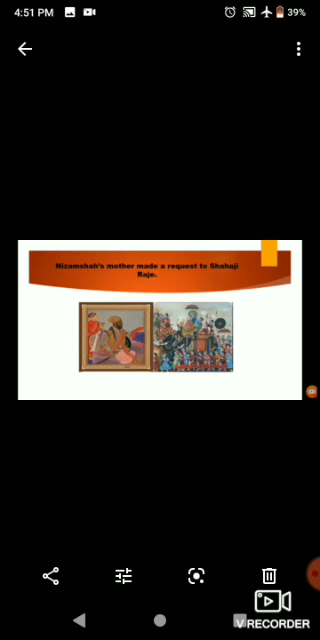 4:51 PM
39%
Nizamshah's mother made a request to Shahaji
Raje.
V RECORDER